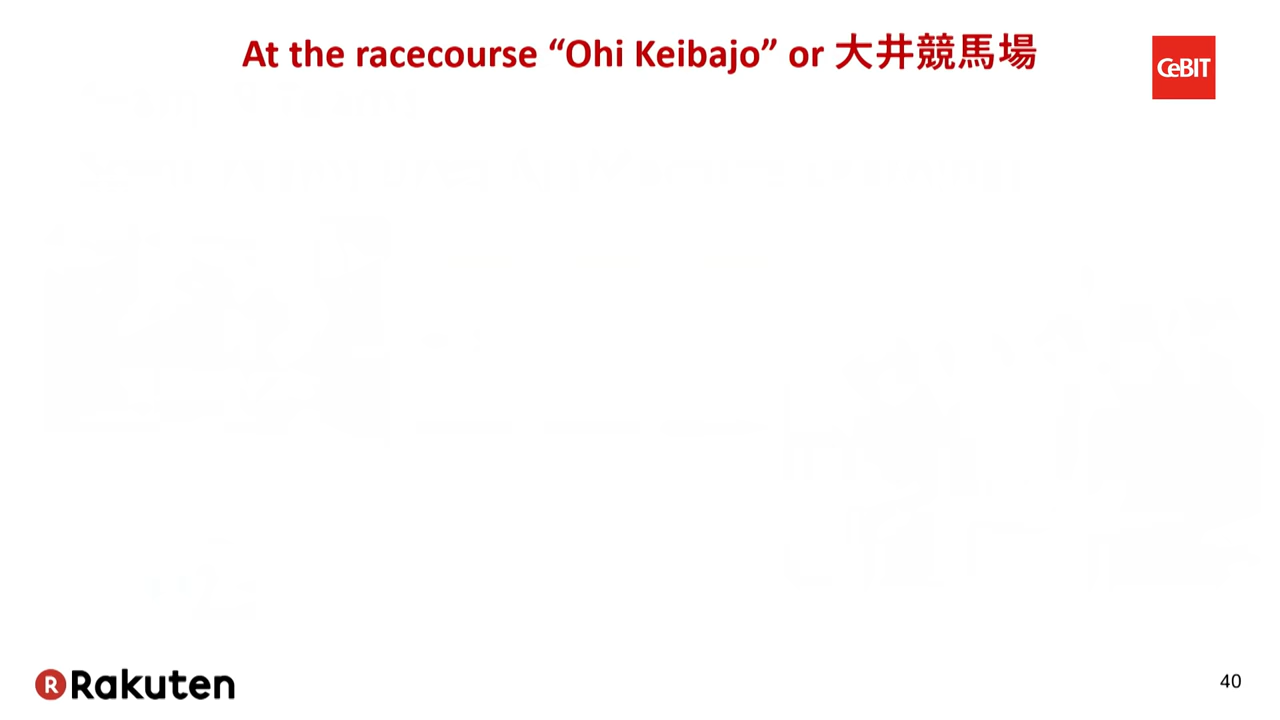 At the racecourse “Ohi Keibajo” or 大井競馬場
CeBIT
R Rakuten
40